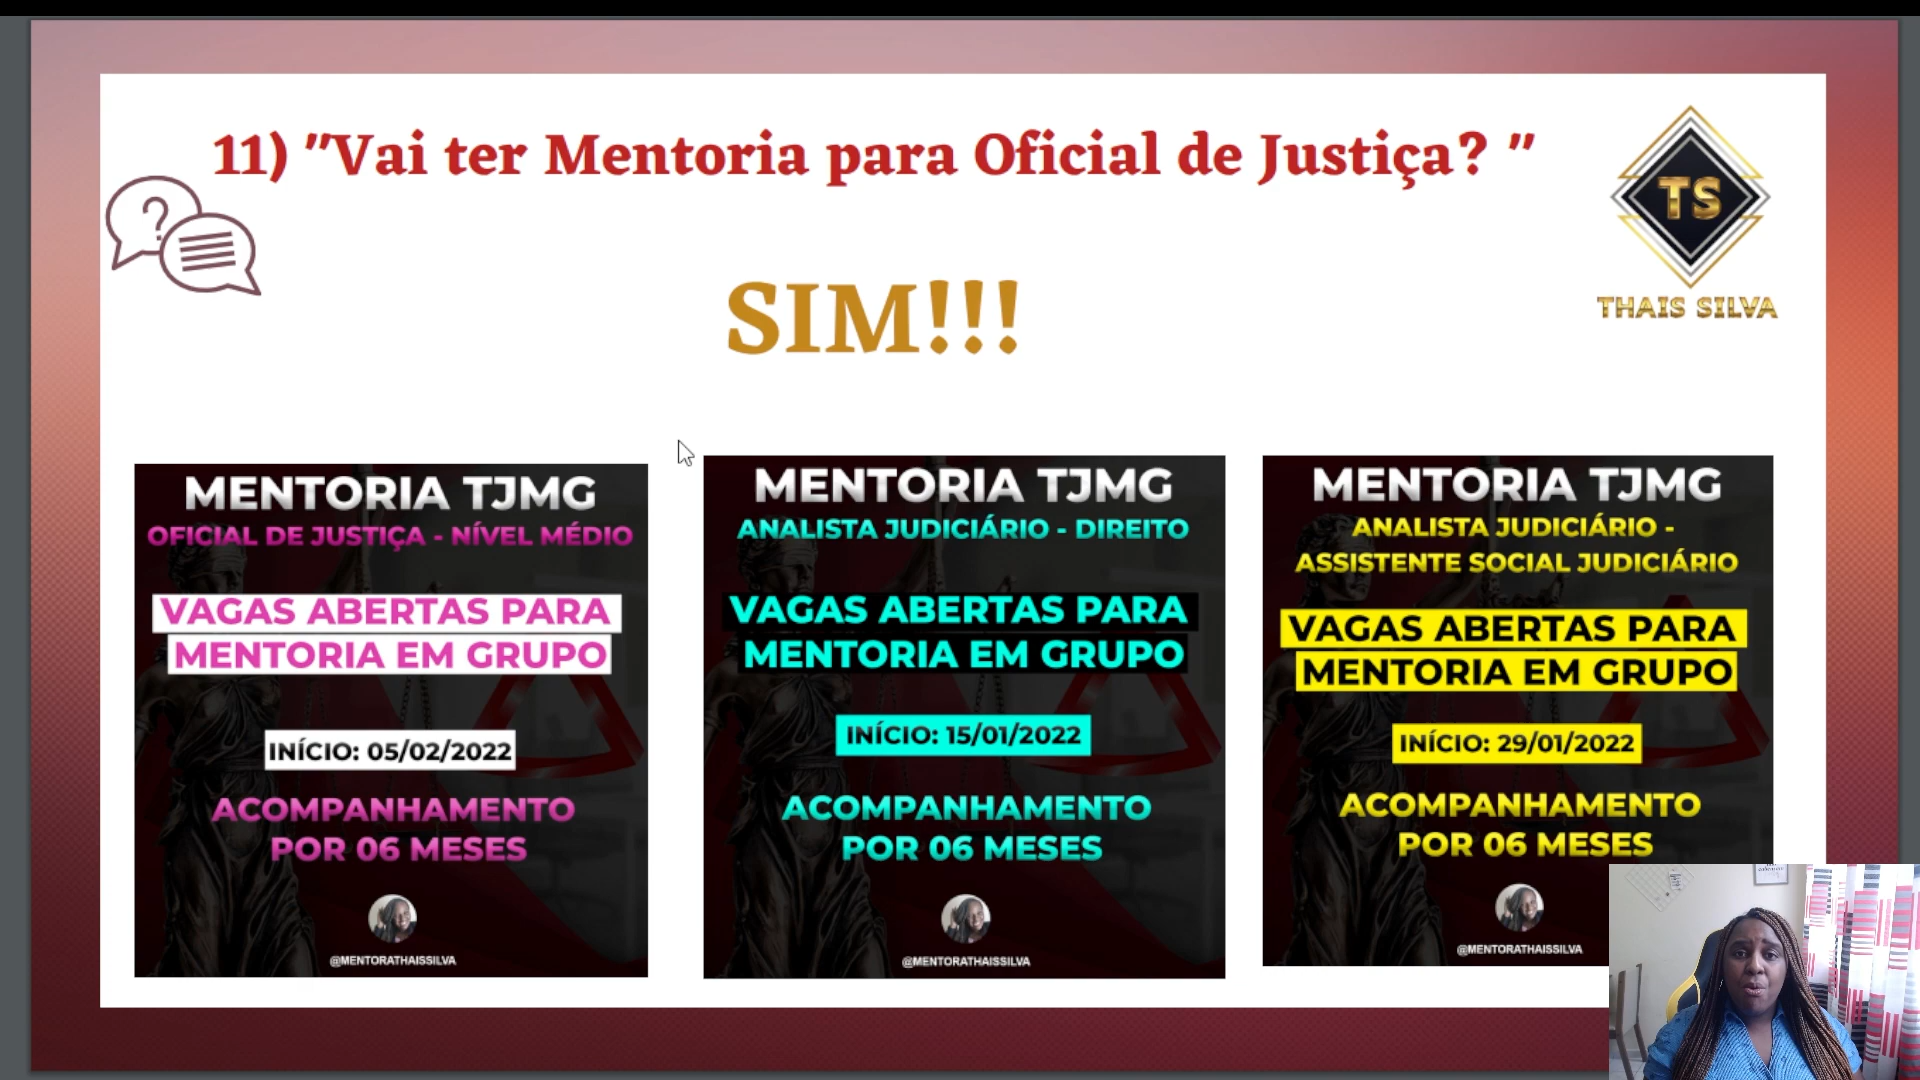 11) "Vai ter Mentoria para Oficial de Justiça? "
?
TS
THAIS SILVA
SIM!!!
MENTORIA TJMG
OFICIAL DE JUSTIÇA - NÍVEL MÉDIO
VAGAS ABERTAS PARA
MENTORIA EM GRUPO
INÍCIO: 05/02/2022
ACOMPANHAMENTO
POR 06 MESES
@MENTORATHAISSILVA
MENTORIA TJMG
ANALISTA JUDICIÁRIO - DIREITO
VAGAS ABERTAS PARA
MENTORIA EM GRUPO
INÍCIO: 15/01/2022
ACOMPANHAMENTO
POR 06 MESES
@MENTORATHAISSILVA
MENTORIA TJMG
ANALISTA JUDICIÁRIO -
ASSISTENTE SOCIAL JUDICIÁRIO
VAGAS ABERTAS PARA
MENTORIA EM GRUPO
INÍCIO: 29/01/2022
ACOMPANHAMENTO
POR 06 MESES
@MENTORATHAISSILVA